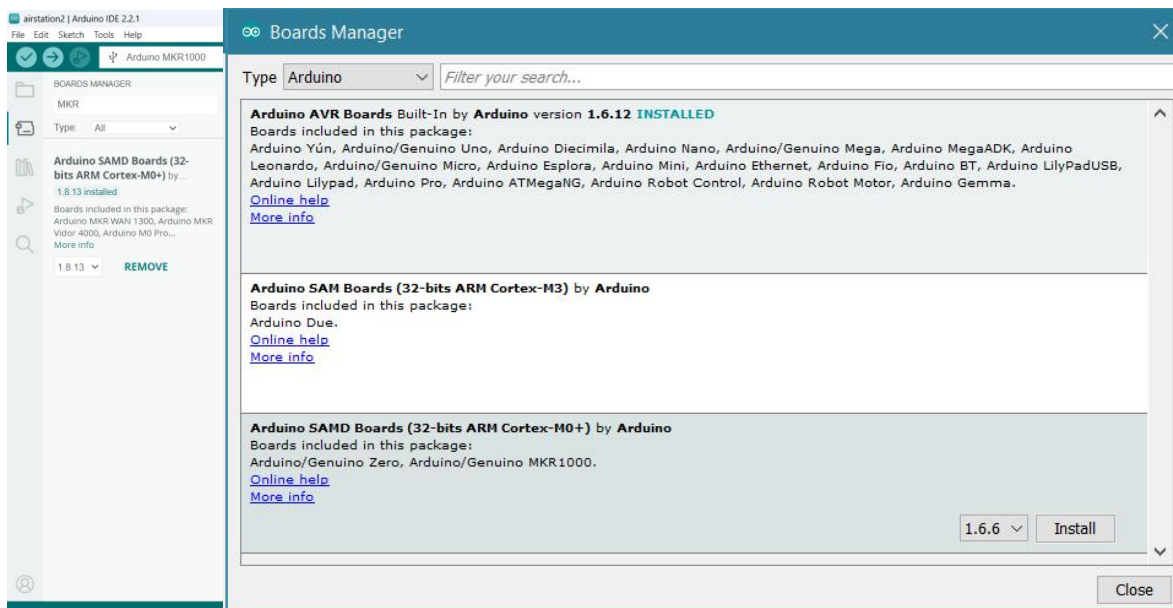 airstation2 | Arduino IDE 2.2.1
File Edit Sketch Tools Help
Arduino MKR1000
BOARDS MANAGER
MKR
Type: All
Arduino SAMD Boards (32-
bits ARM Cortex-M0+) by...
1.8.13 installed
Boards included in this package:
Arduino MKR WAN 1300, Arduino MKR
Vidor 4000, Arduino M0 Pro...
More info
1.8.13
REMOVE
Boards Manager
Type Arduino Filter your search...
Arduino AVR Boards Built-In by Arduino version 1.6.12 INSTALLED
Boards included in this package:
Arduino Yún, Arduino/Genuino Uno, Arduino Diecimila, Arduino Nano, Arduino/Genuino Mega, Arduino MegaADK, Arduino
Leonardo, Arduino/Genuino Micro, Arduino Esplora, Arduino Mini, Arduino Ethernet, Arduino Fio, Arduino BT, Arduino LilyPadUSB,
Arduino Lilypad, Arduino Pro, Arduino ATMegaNG, Arduino Robot Control, Arduino Robot Motor, Arduino Gemma.
Online help
More info
Arduino SAM Boards (32-bits ARM Cortex-M3) by Arduino
Boards included in this package:
Arduino Due.
Online help
More info
Arduino SAMD Boards (32-bits ARM Cortex-M0+) by Arduino
Boards included in this package:
Arduino/Genuino Zero, Arduino/Genuino MKR1000.
Online help
More info
1.6.6 Install
Close